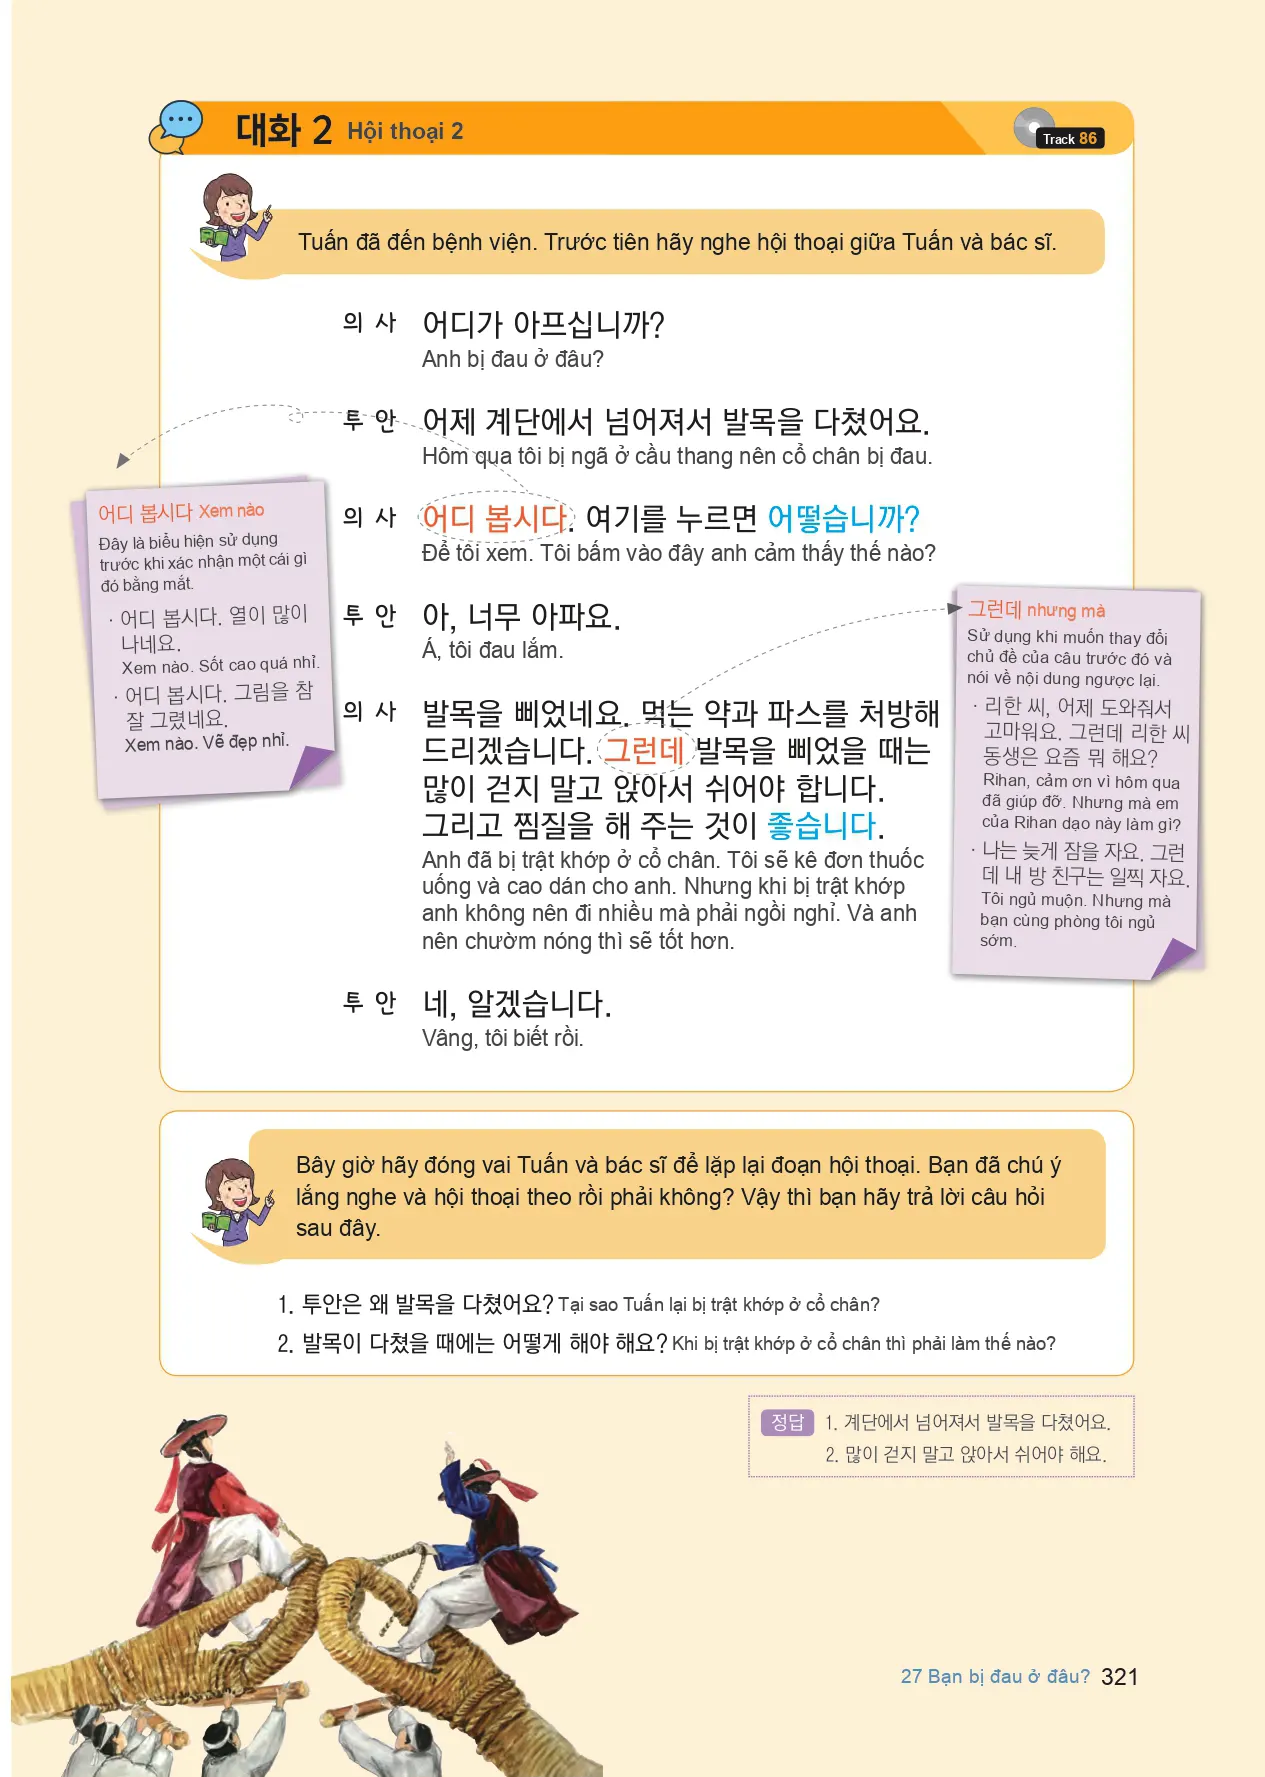 대화 2 Hội thoại 2
Track 86
Tuấn đã đến bệnh viện. Trước tiên hãy nghe hội thoại giữa Tuấn và bác sĩ.
의 사 어디가 아프십니까?
Anh bị đau ở đâu?
투 안 어제 계단에서 넘어져서 발목을 다쳤어요.
Hôm qua tôi bị ngã ở cầu thang nên cổ chân bị đau.
의 사 어디 봅시다. 여기를 누르면 어떻습니까?
Để tôi xem. Tôi bấm vào đây anh cảm thấy thế nào?
투 안 아, 너무 아파요.
Á, tôi đau lắm.
의 사 발목을 삐었네요. 먹는 약과 파스를 처방해
드리겠습니다. 그런데 발목을 삐었을 때는
많이 걷지 말고 앉아서 쉬어야 합니다.
그리고 찜질을 해 주는 것이 좋습니다.
Anh đã bị trật khớp ở cổ chân. Tôi sẽ kê đơn thuốc
uống và cao dán cho anh. Nhưng khi bị trật khớp
anh không nên đi nhiều mà phải ngồi nghỉ. Và anh
nên chườm nóng thì sẽ tốt hơn.
투 안 네, 알겠습니다.
Vâng, tôi biết rồi.
어디 봅시다 Xem nào
Đây là biểu hiện sử dụng
trước khi xác nhận một cái gì
đó bằng mắt.
· 어디 봅시다. 열이 많이
나네요.
Xem nào. Sốt cao quá nhỉ.
· 어디 봅시다. 그림을 참
잘 그렸네요.
Xem nào. Vẽ đẹp nhỉ.
그런데 nhưng mà
Sử dụng khi muốn thay đổi
chủ đề của câu trước đó và
nói về nội dung ngược lại.
· 리한 씨, 어제 도와줘서
고마워요. 그런데 리한 씨
동생은 요즘 뭐 해요?
Rihan, cảm ơn vì hôm qua
đã giúp đỡ. Nhưng mà em
của Rihan dạo này làm gì?
· 나는 늦게 잠을 자요. 그런
데 내 방 친구는 일찍 자요.
Tôi ngủ muộn. Nhưng mà
bạn cùng phòng tôi ngủ
sớm.
Bây giờ hãy đóng vai Tuấn và bác sĩ để lặp lại đoạn hội thoại. Bạn đã chú ý
lắng nghe và hội thoại theo rồi phải không? Vậy thì bạn hãy trả lời câu hỏi
sau đây.
1. 투안은 왜 발목을 다쳤어요? Tại sao Tuấn lại bị trật khớp ở cổ chân?
2. 발목이 다쳤을 때에는 어떻게 해야 해요? Khi bị trật khớp ở cổ chân thì phải làm thế nào?
정답 1. 계단에서 넘어져서 발목을 다쳤어요.
2. 많이 걷지 말고 앉아서 쉬어야 해요.
27 Bạn bị đau ở đâu? 321